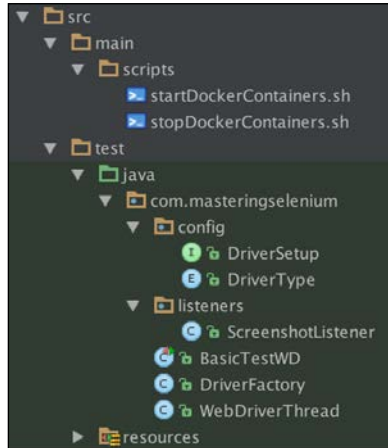 src
main
scripts
startDockerContainers.sh
stopDockerContainers.sh
test
java
com.masteringselenium
config
I DriverSetup
E DriverType
listeners
C ScreenshotListener
C BasicTestWD
C DriverFactory
C WebDriverThread
resources